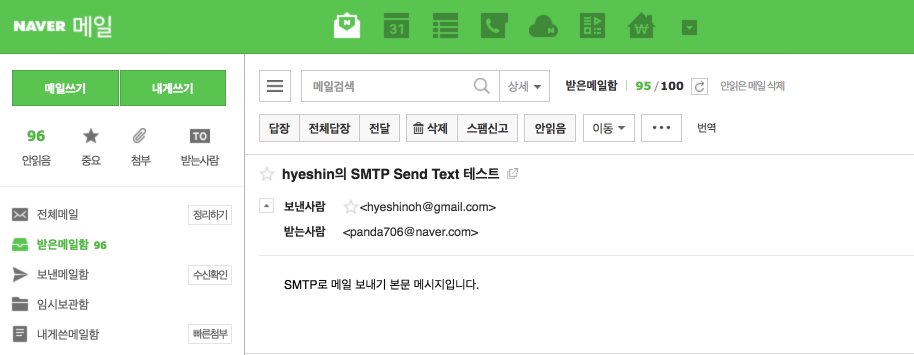 NAVER 메일
31
메일쓰기 내게쓰기
96 TO
안읽음 중요 첨부 받는사람
전체메일 정리하기
받은메일함 96
보낸메일함 수신확인
임시보관함
내게쓴메일함 빠른첨부
메일검색 상세 받은메일함 95 / 100 안읽은 메일 삭제
답장 전체답장 전달 삭제 스팸신고 안읽음 이동 ••• 번역
hyeshin의 SMTP Send Text 테스트
보낸사람 <hyeshinoh@gmail.com>
받는사람 <panda706@naver.com>
SMTP로 메일 보내기 본문 메시지입니다.